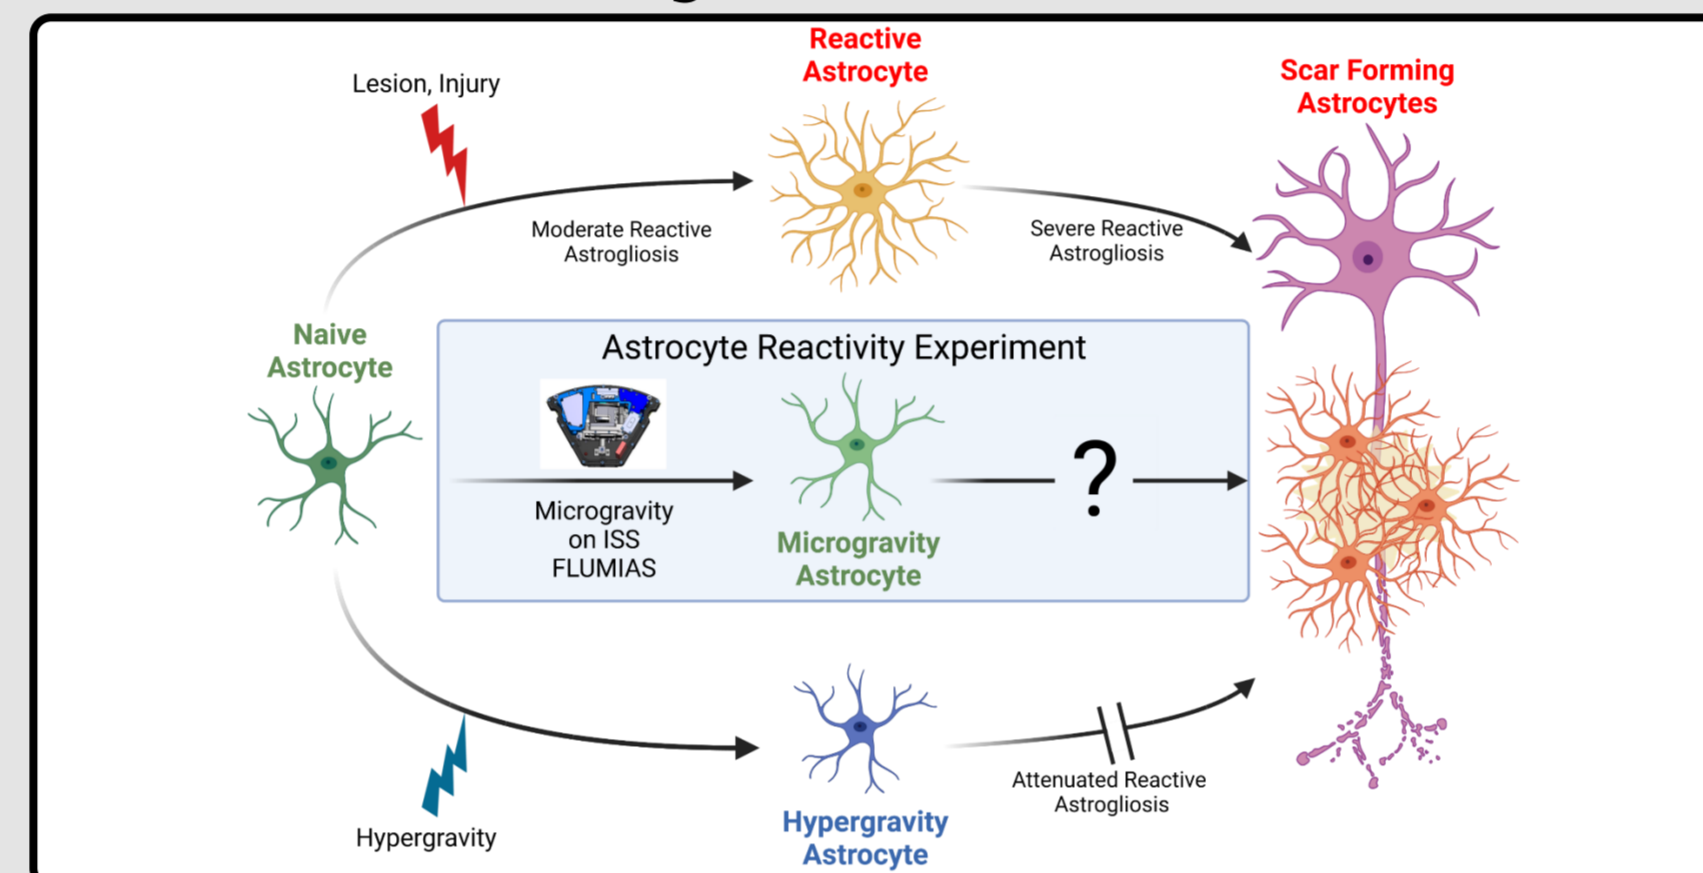 Reactive
Astrocyte
Scar Forming
Astrocytes
Lesion, Injury
Moderate Reactive
Astrogliosis
Severe Reactive
Astrogliosis
Naive
Astrocyte
Astrocyte Reactivity Experiment
Microgravity
on ISS
FLUMIAS
?
Microgravity
Astrocyte
Attenuated Reactive
Astrogliosis
Hypergravity
Hypergravity
Astrocyte